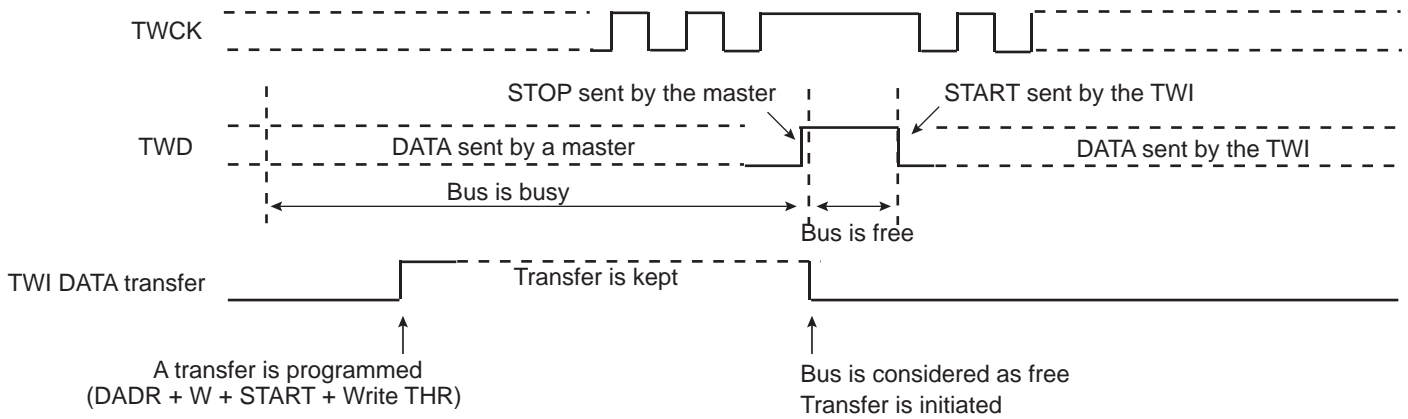 TWCK
STOP sent by the master
START sent by the TWI
TWD
DATA sent by a master
DATA sent by the TWI
Bus is busy
Bus is free
TWI DATA transfer
Transfer is kept
A transfer is programmed
(DADR + W + START + Write THR)
Bus is considered as free
Transfer is initiated